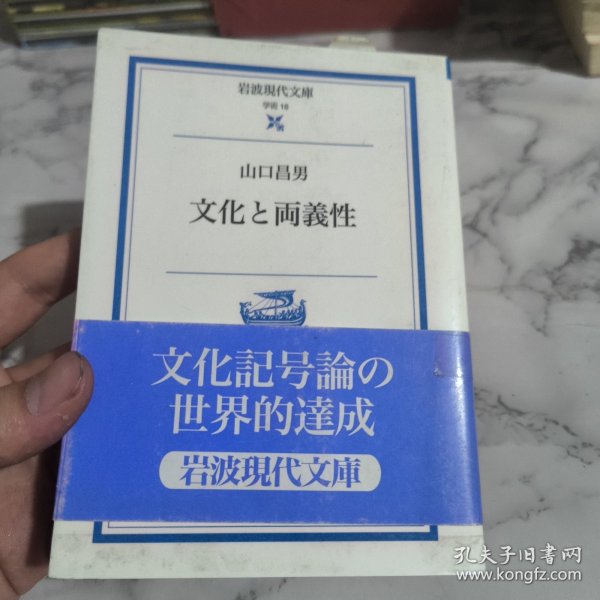 岩波現代文庫
学術 16
山口昌男
文化と両義性
文化記号論の
世界的達成
岩波現代文庫
孔夫子旧书网
www.kongfz.com